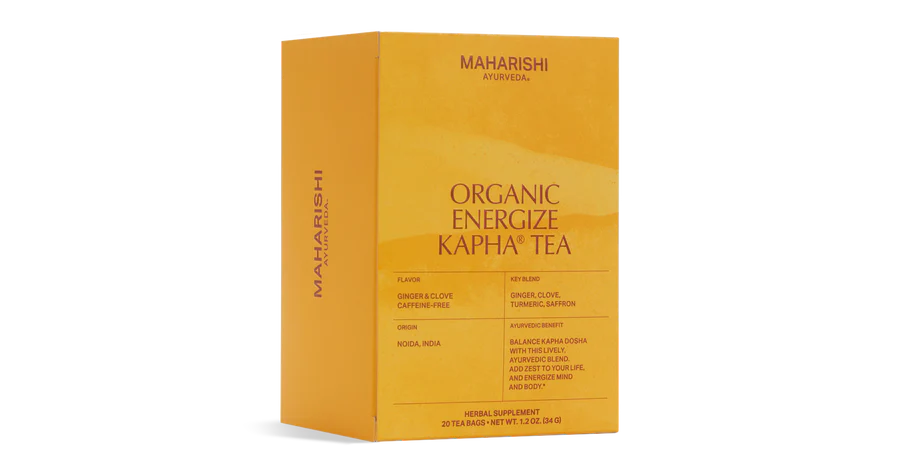 MAHARISHI
AYURVEDA®
MAHARISHI
AYURVEDA®
ORGANIC
ENERGIZE
KAPHA® TEA
FLAVOR
GINGER & CLOVE
CAFFEINE-FREE
KEY BLEND
GINGER, CLOVE,
TURMERIC, SAFFRON
ORIGIN
NOIDA, INDIA
AYURVEDIC BENEFIT
BALANCE KAPHA DOSHA
WITH THIS LIVELY.
AYURVEDIC BLEND.
ADD ZEST TO YOUR LIFE,
AND ENERGIZE MIND
AND BODY.*
HERBAL SUPPLEMENT
20 TEA BAGS • NET WT. 1.2 OZ. (34 G)